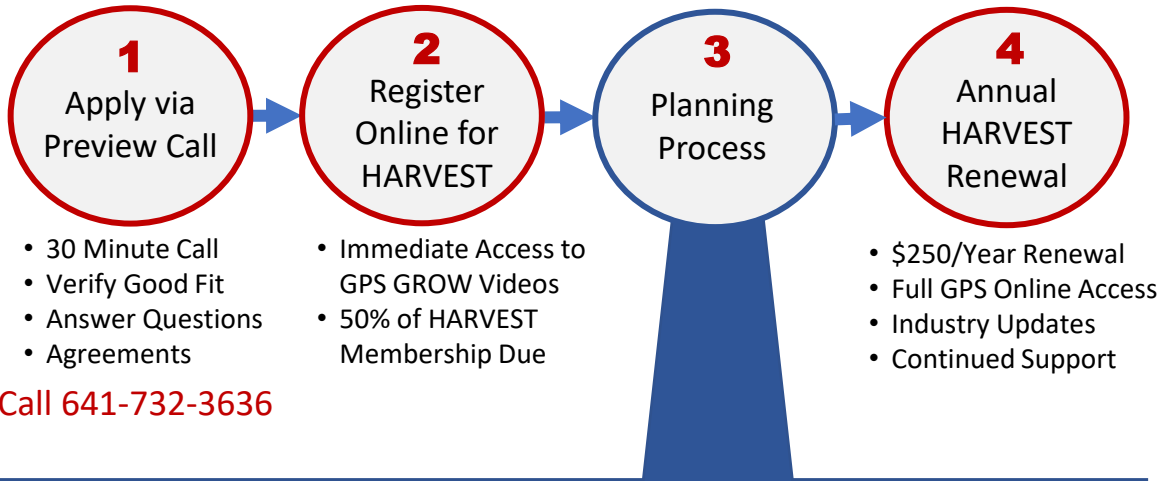 1
Apply via
Preview Call
2
Register
Online for
HARVEST
3
Planning
Process
4
Annual
HARVEST
Renewal
• 30 Minute Call
• Verify Good Fit
• Answer Questions
• Agreements
Call 641-732-3636
• Immediate Access to
GPS GROW Videos
• 50% of HARVEST
Membership Due
• $250/Year Renewal
• Full GPS Online Access
• Industry Updates
• Continued Support